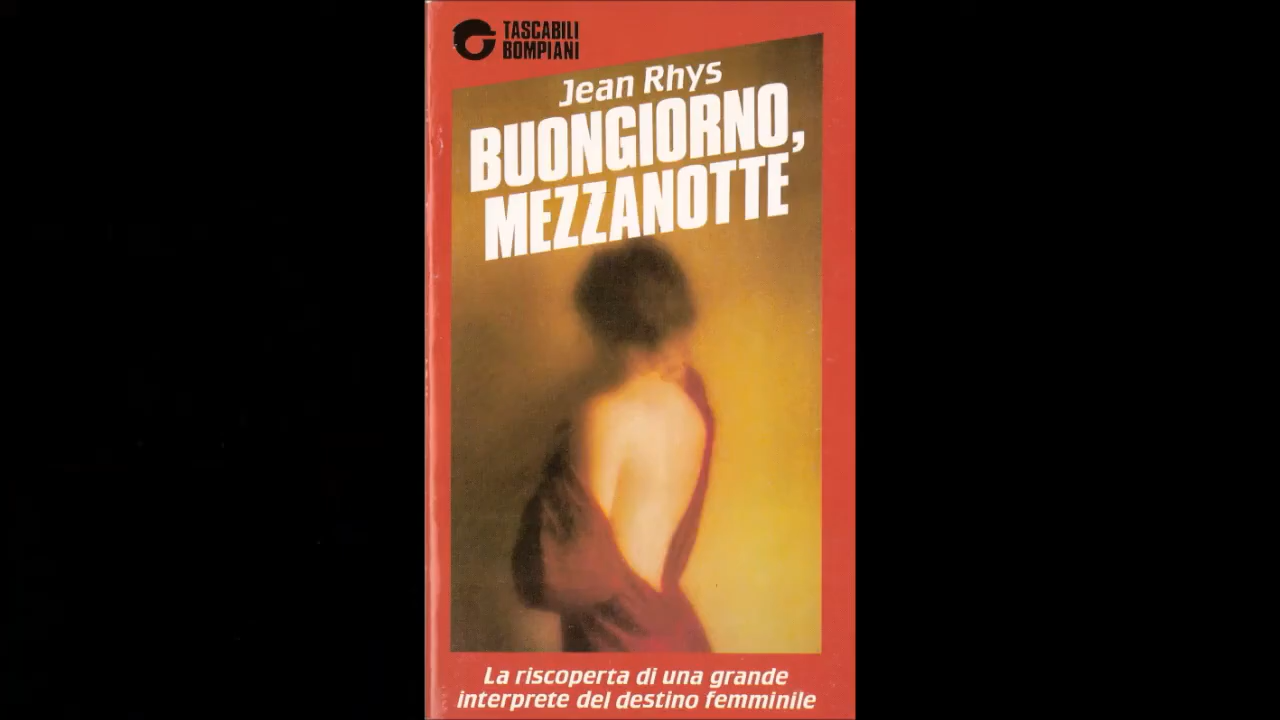 TASCABILI
BOMPIANI
Jean Rhys
BUONGIORNO,
MEZZANOTTE
La riscoperta di una grande
interprete del destino femminile